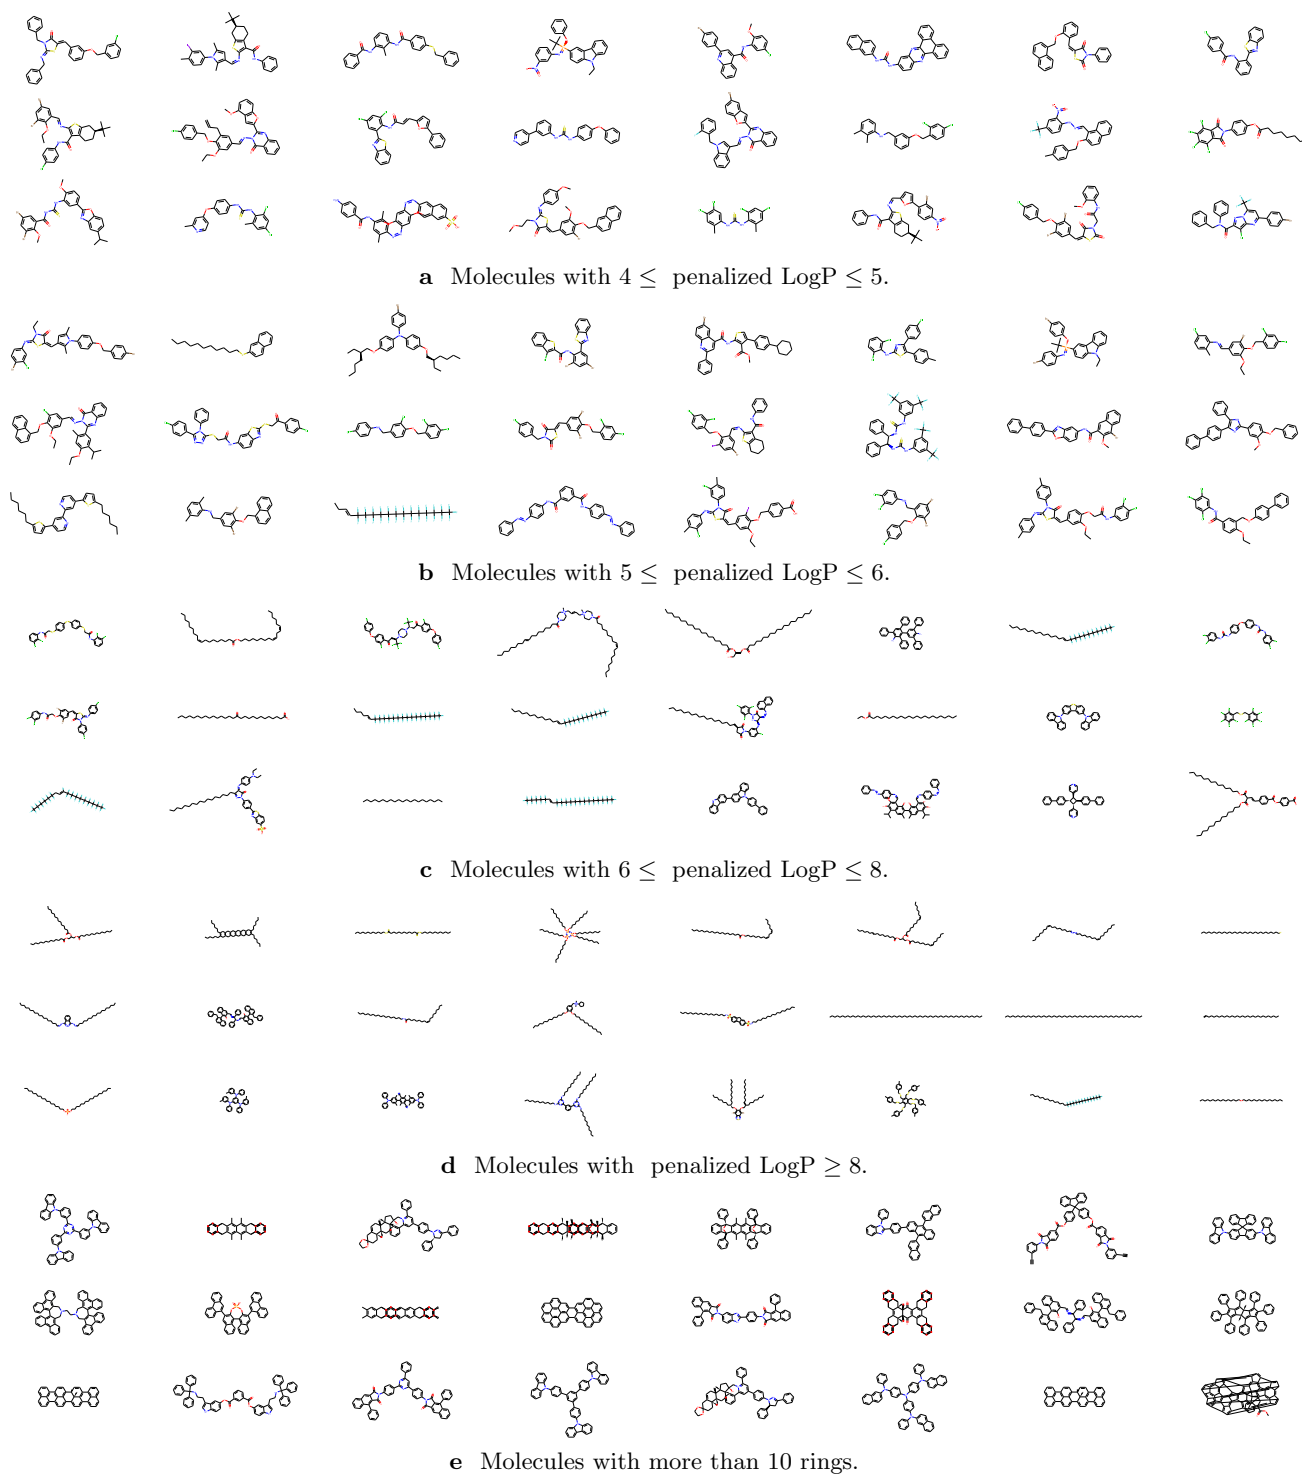 a Molecules with 4 ≤ penalized LogP ≤ 5.
b Molecules with 5 ≤ penalized LogP ≤ 6.
c Molecules with 6 ≤ penalized LogP ≤ 8.
d Molecules with penalized LogP ≥ 8.
e Molecules with more than 10 rings.